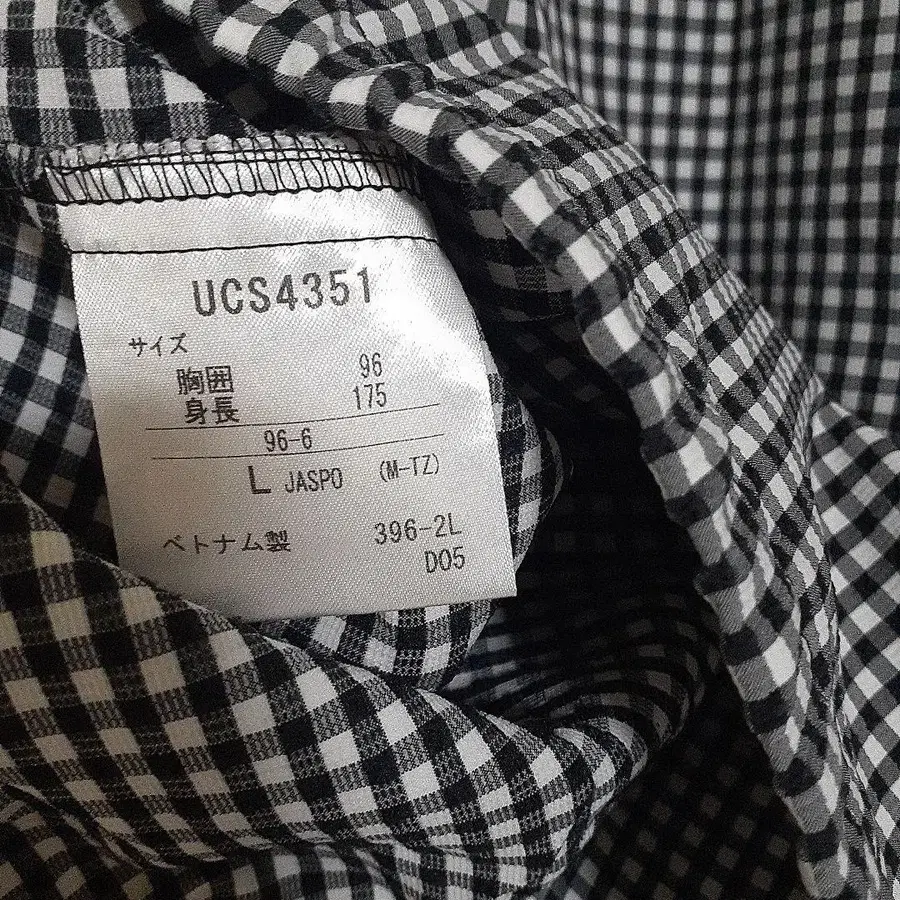 UCS4351
サイズ
胸囲 96
身長 175
96-6
L JASPO (M-TZ)
ベトナム製 396-2L
D05